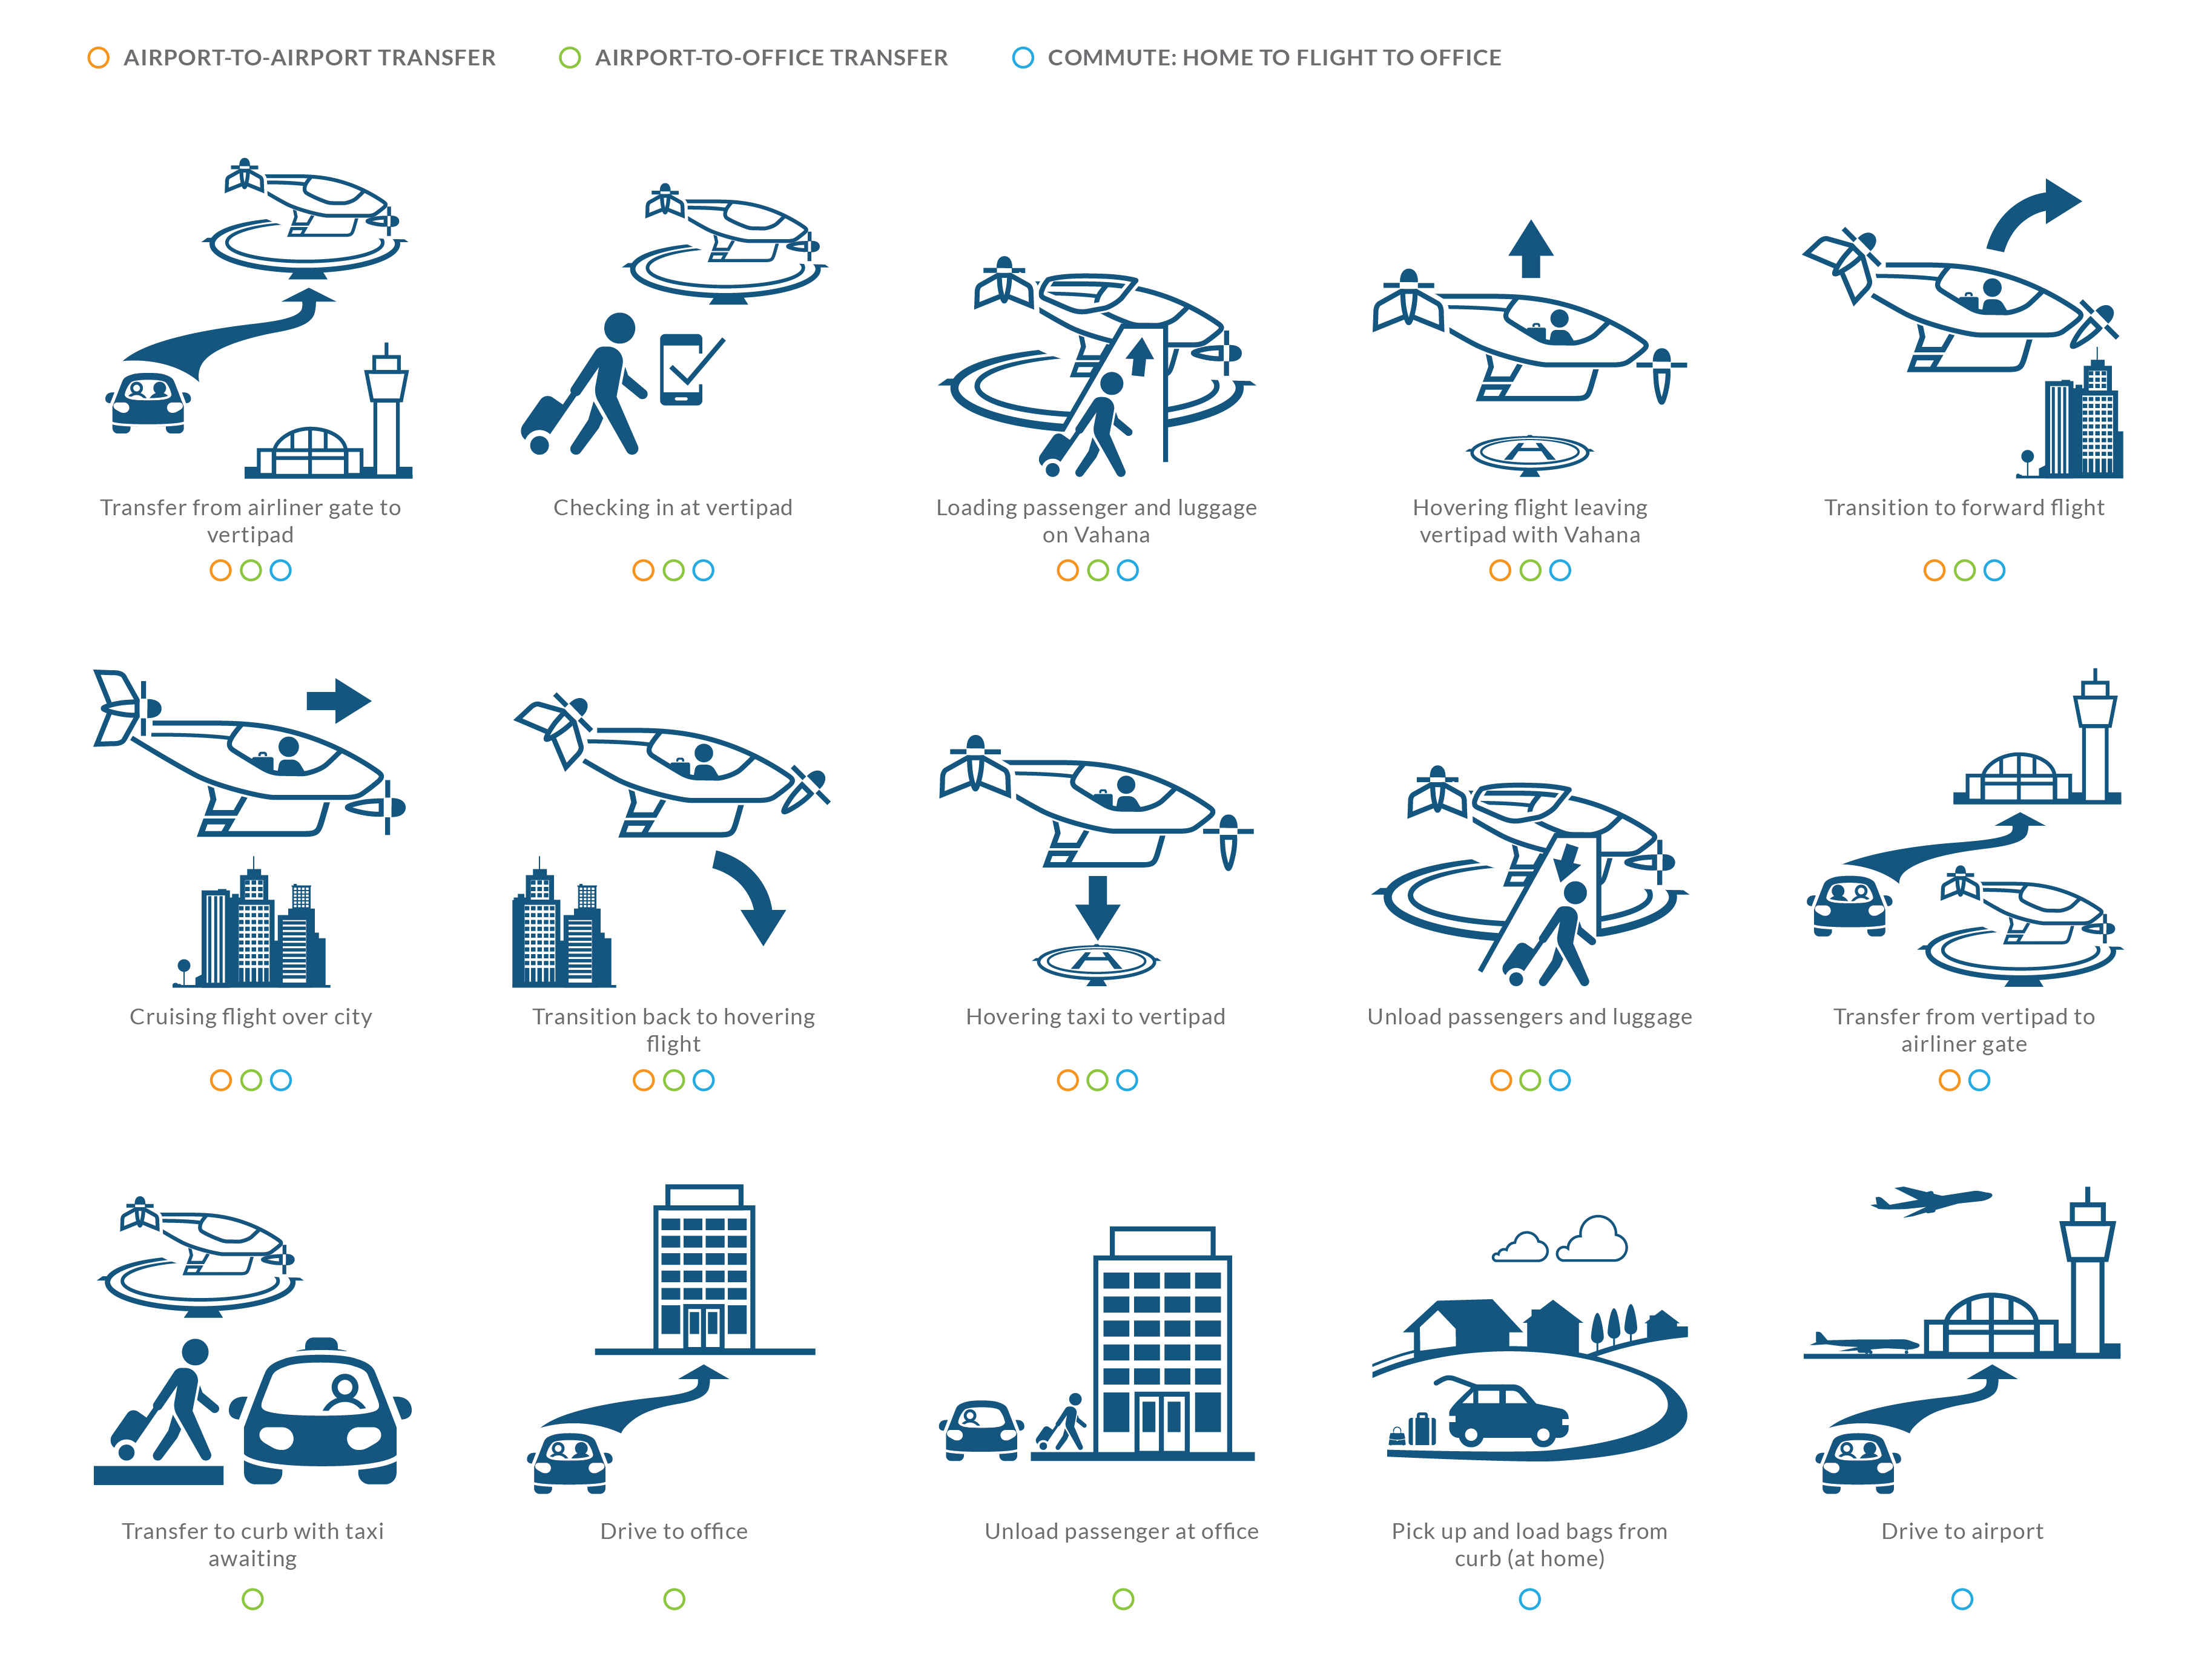 AIRPORT-TO-AIRPORT TRANSFER
AIRPORT-TO-OFFICE TRANSFER
COMMUTE: HOME TO FLIGHT TO OFFICE
Transfer from airliner gate to
vertipad
Checking in at vertipad
Loading passenger and luggage
on Vahana
Hovering flight leaving
vertipad with Vahana
Transition to forward flight
Cruising flight over city
Transition back to hovering
flight
Hovering taxi to vertipad
Unload passengers and luggage
Transfer from vertipad to
airliner gate
Transfer to curb with taxi
awaiting
Drive to office
Unload passenger at office
Pick up and load bags from
curb (at home)
Drive to airport